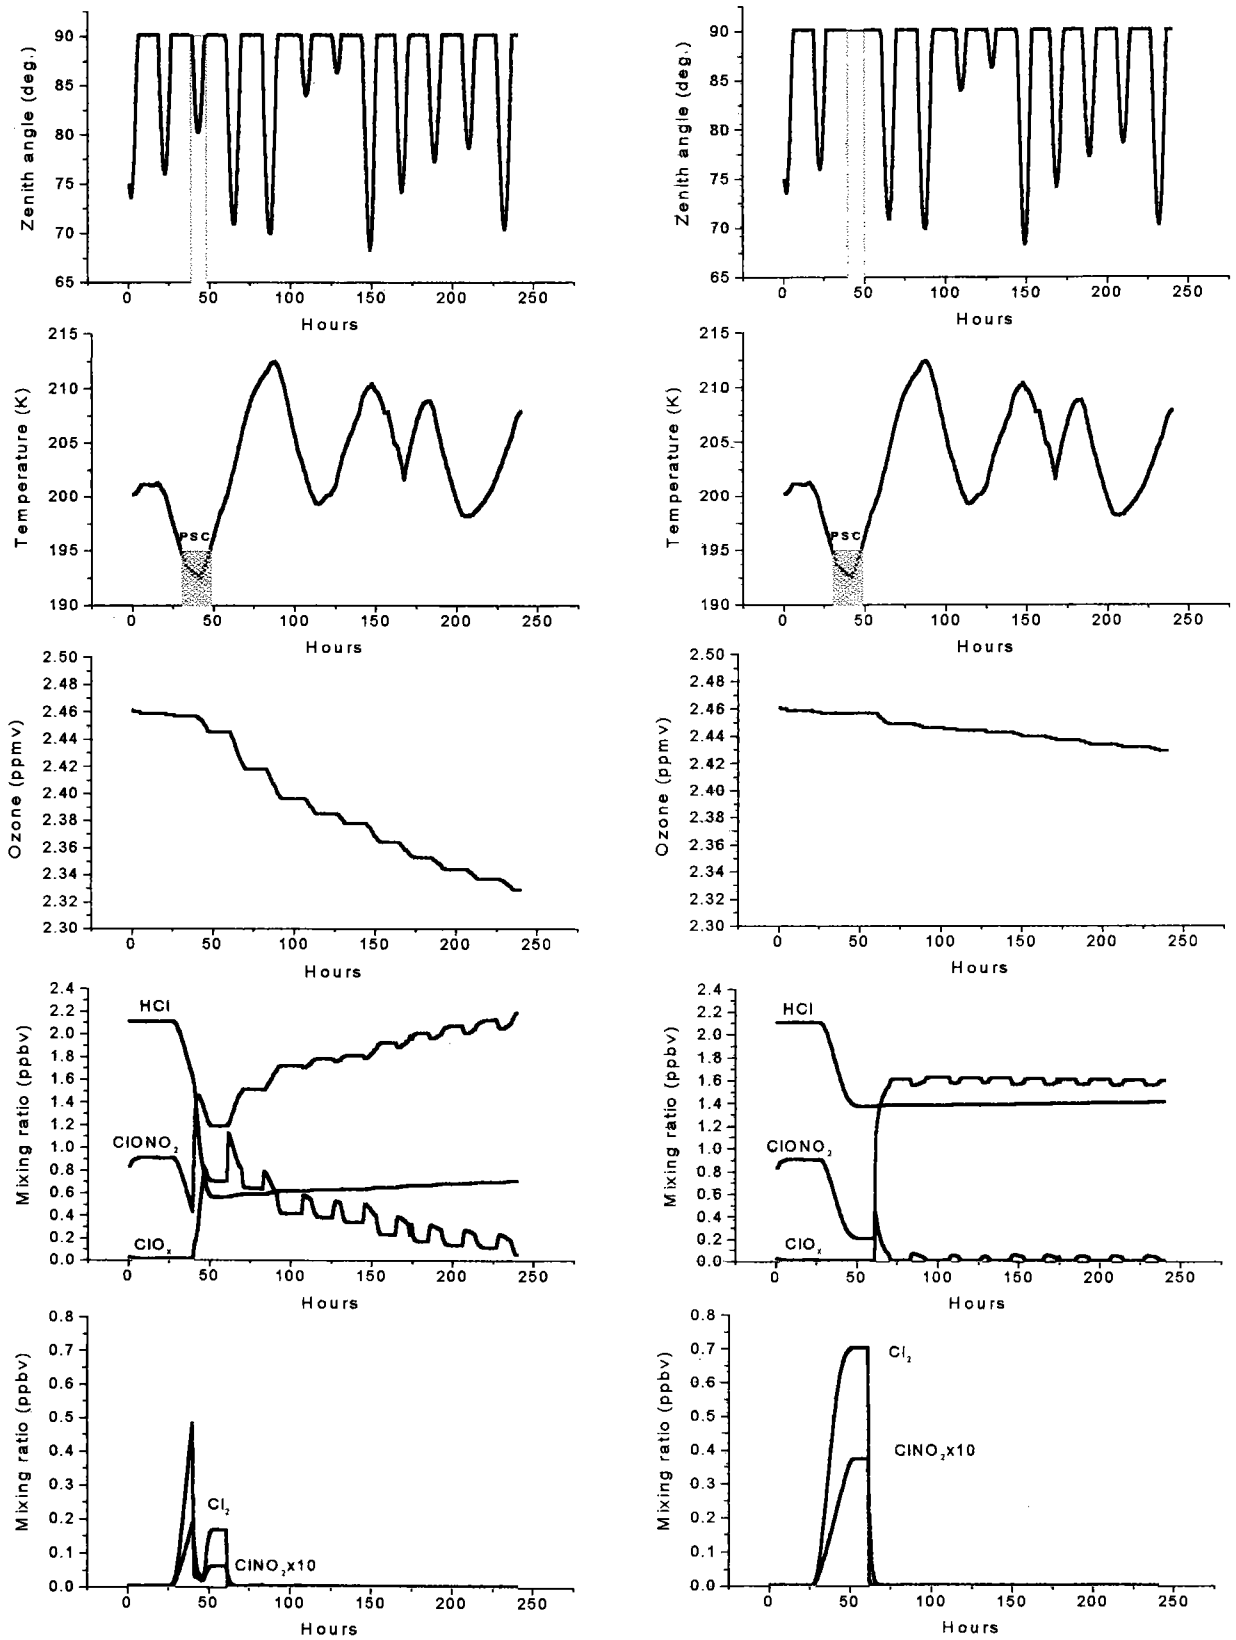 Zenith angle (deg.)
90
85
80
75
70
65
0 50 100 150 200 250
Hours
Zenith angle (deg.)
90
85
80
75
70
65
0 50 100 150 200 250
Hours
Temperature (K)
215
210
205
200
195
190
PSC
0 50 100 150 200 250
Hours
Temperature (K)
215
210
205
200
195
190
PSC
0 50 100 150 200 250
Hours
Ozone (ppmv)
2.50
2.48
2.46
2.44
2.42
2.40
2.38
2.36
2.34
2.32
2.30
0 50 100 150 200 250
Hours
Ozone (ppmv)
2.50
2.48
2.46
2.44
2.42
2.40
2.38
2.36
2.34
2.32
2.30
0 50 100 150 200 250
Hours
Mixing ratio (ppbv)
2.4
2.2
2.0
1.8
1.6
1.4
1.2
1.0
0.8
0.6
0.4
0.2
0.0
HCl
ClONO2
ClOx
0 50 100 150 200 250
Hours
Mixing ratio (ppbv)
2.4
2.2
2.0
1.8
1.6
1.4
1.2
1.0
0.8
0.6
0.4
0.2
0.0
HCl
ClONO2
ClOx
0 50 100 150 200 250
Hours
Mixing ratio (ppbv)
0.8
0.7
0.6
0.5
0.4
0.3
0.2
0.1
0.0
Cl2
ClNO2x10
0 50 100 150 200 250
Hours
Mixing ratio (ppbv)
0.8
0.7
0.6
0.5
0.4
0.3
0.2
0.1
0.0
Cl2
ClNO2x10
0 50 100 150 200 250
Hours